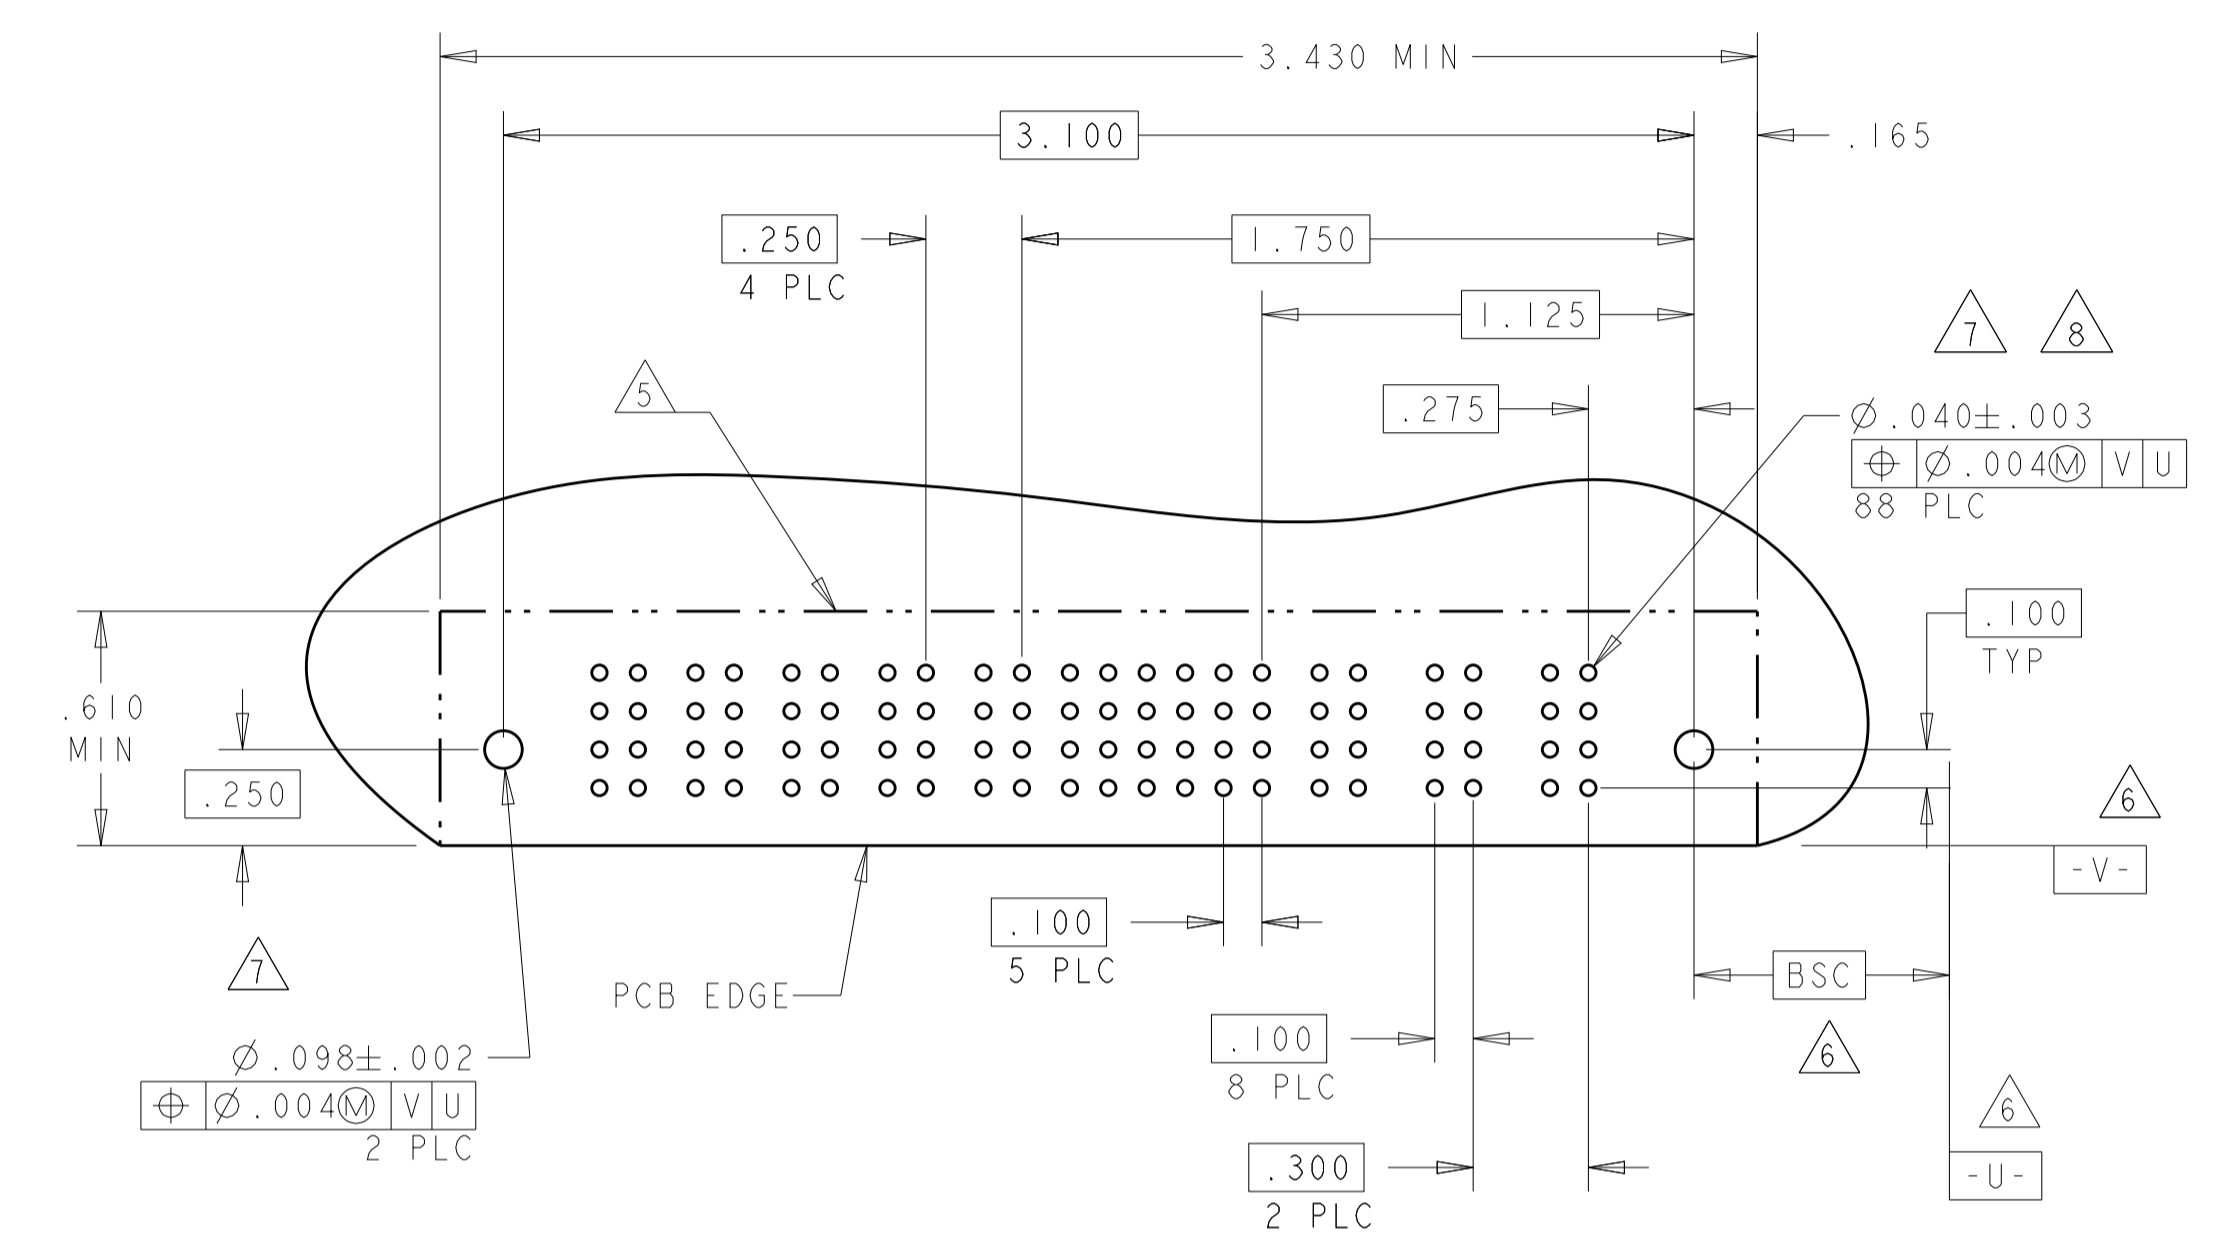 3.430 MIN
3.100
.165
.250
4 PLC
1.750
1.125
7
8
5
.275
⌀.040±.003
⌖ ⌀.004Ⓜ V U
88 PLC
.100
TYP
.610
MIN
.250
6
-V-
.100
5 PLC
BSC
7
PCB EDGE
.100
8 PLC
6
⌀.098±.002
⌖ ⌀.004Ⓜ V U
2 PLC
6
.300
2 PLC
-U-